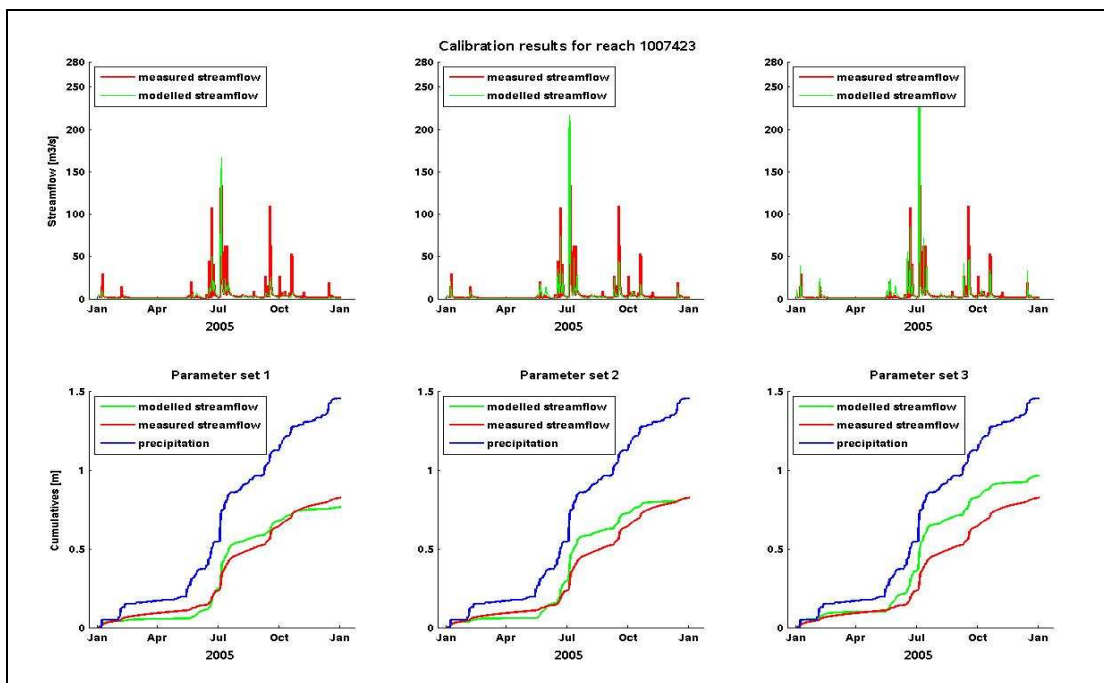 Calibration results for reach 1007423
280
250
200
150
100
50
0
Streamflow [m3/s]
measured streamflow
modelled streamflow
Jan Apr Jul Oct Jan
2005
280
250
200
150
100
50
0
measured streamflow
modelled streamflow
Jan Apr Jul Oct Jan
2005
280
250
200
150
100
50
0
measured streamflow
modelled streamflow
Jan Apr Jul Oct Jan
2005
Parameter set 1
1.5
1
0.5
0
Cumulatives [m]
modelled streamflow
measured streamflow
precipitation
Jan Apr Jul Oct Jan
2005
Parameter set 2
1.5
1
0.5
0
modelled streamflow
measured streamflow
precipitation
Jan Apr Jul Oct Jan
2005
Parameter set 3
1.5
1
0.5
0
modelled streamflow
measured streamflow
precipitation
Jan Apr Jul Oct Jan
2005